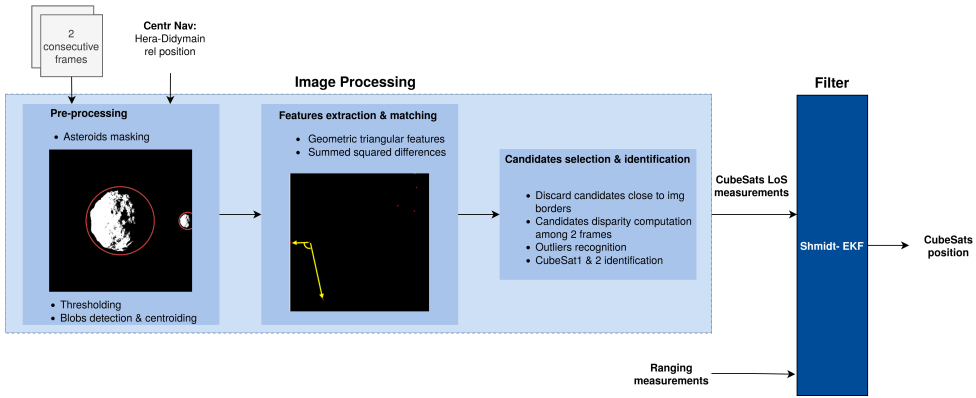 2
consecutive
frames
Centr Nav:
Hera-Didymain
rel position
Image Processing
Pre-processing
• Asteroids masking
• Thresholding
• Blobs detection & centroiding
Features extraction & matching
• Geometric triangular features
• Summed squared differences
Candidates selection & identification
• Discard candidates close to img
borders
• Candidates disparity computation
among 2 frames
• Outliers recognition
• CubeSat1 & 2 identification
CubeSats LoS
measurements
Ranging
measurements
Filter
Shmidt- EKF
CubeSats
position